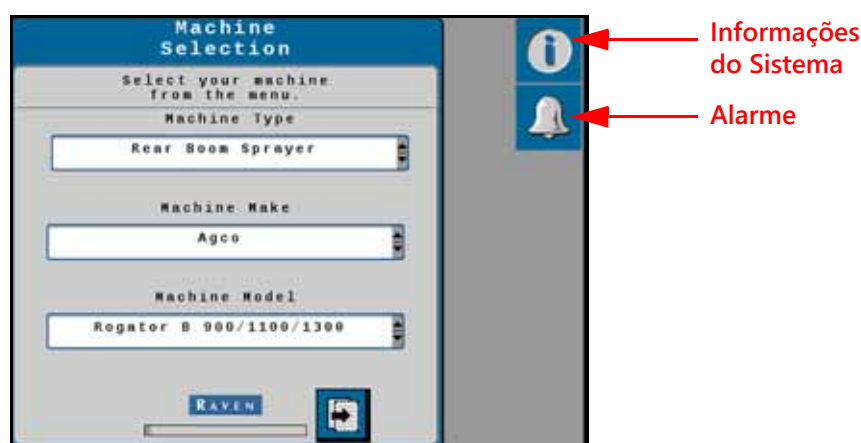 Machine
Selection
Select your machine
from the menu.
Machine Type
Rear Boom Sprayer
Machine Make
Agco
Machine Model
Rogator B 900/1100/1300
RAVEN
Informações
do Sistema
Alarme